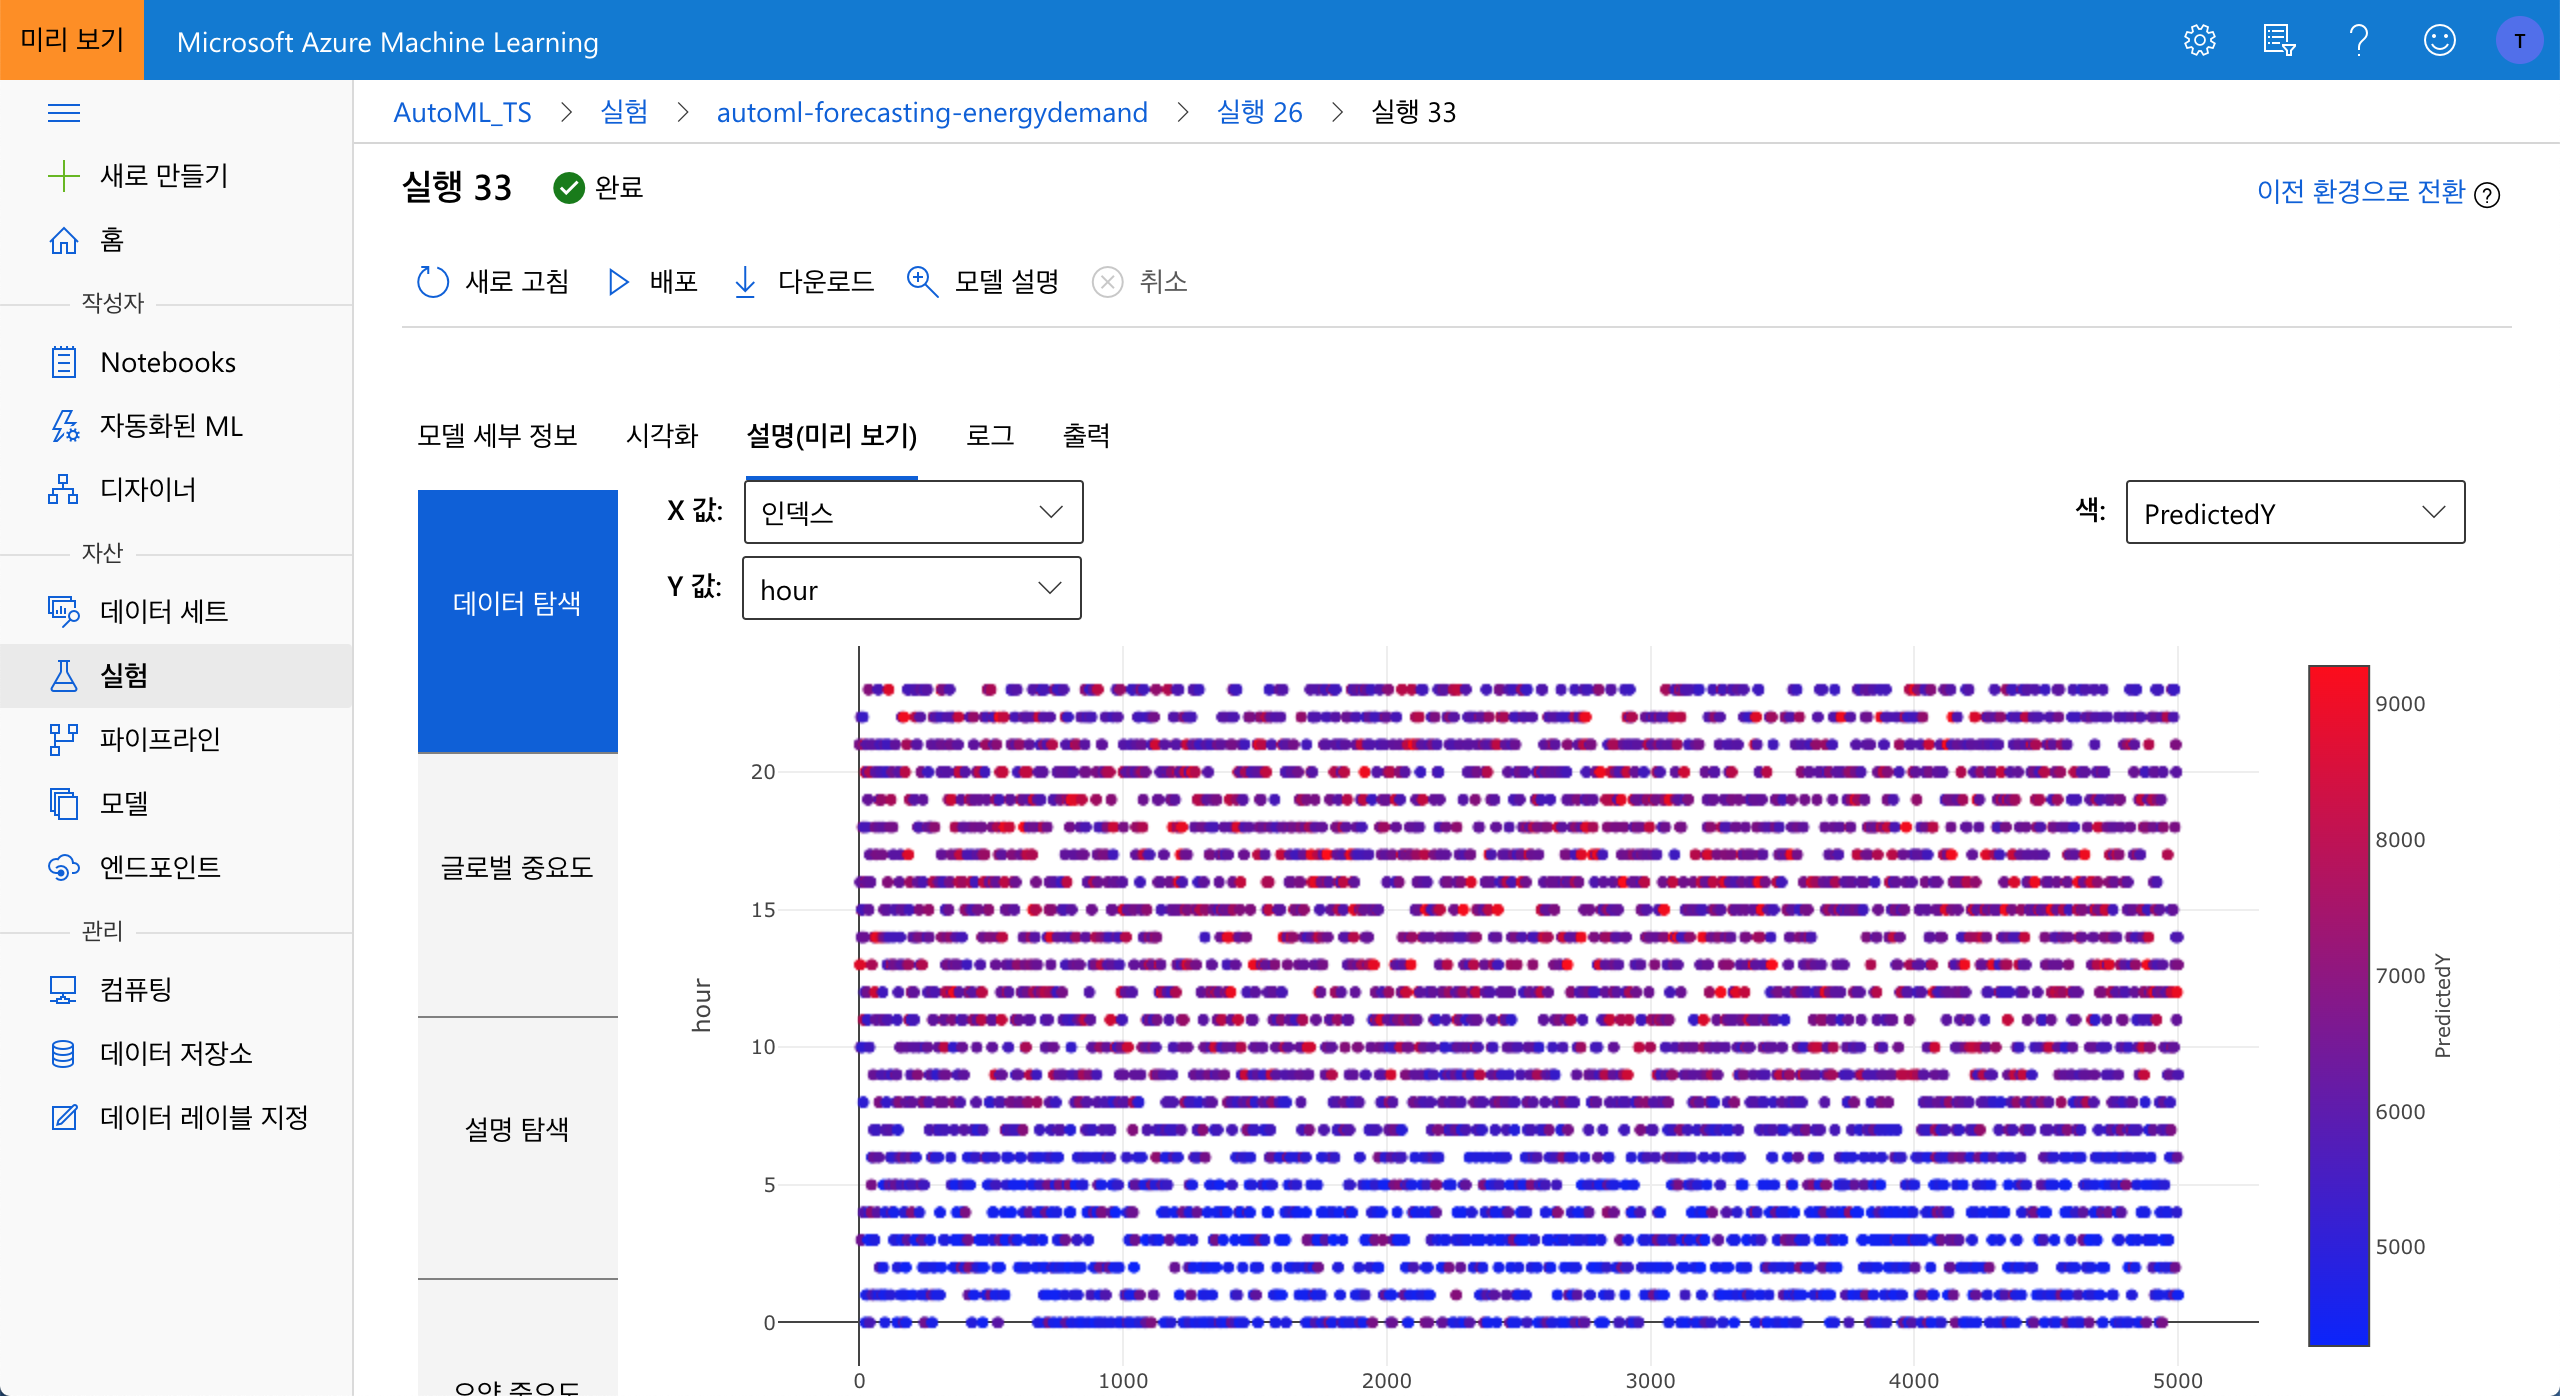 미리 보기
Microsoft Azure Machine Learning
T
AutoML_TS > 실험 > automl-forecasting-energydemand > 실행 26 > 실행 33
새로 만들기
홈
작성자
Notebooks
자동화된 ML
디자이너
자산
데이터 세트
실험
파이프라인
모델
엔드포인트
관리
컴퓨팅
데이터 저장소
데이터 레이블 지정
실행 33 완료
이전 환경으로 전환
새로 고침 배포 다운로드 모델 설명 취소
모델 세부 정보 시각화 설명(미리 보기) 로그 출력
데이터 탐색
글로벌 중요도
설명 탐색
요약 중요도
X 값: 인덱스
색: PredictedY
Y 값: hour
20
15
10
5
0
hour
0 1000 2000 3000 4000 5000
9000
8000
7000
6000
5000
PredictedY